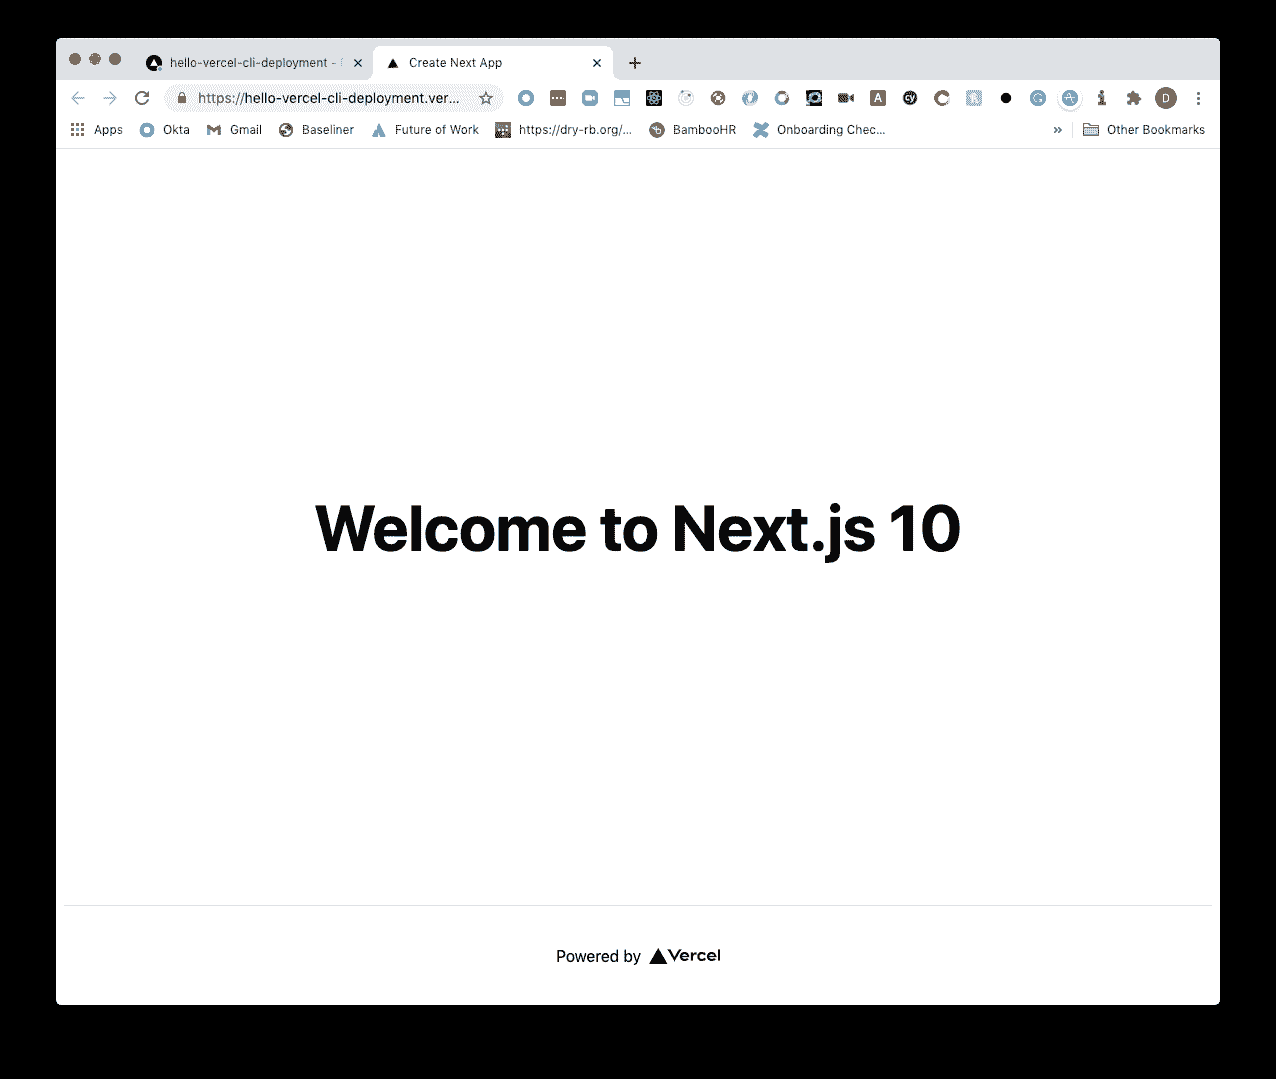 hello-vercel-cli-deployment -
Create Next App
https://hello-vercel-cli-deployment.ver...
D
Apps
Okta
Gmail
Baseliner
Future of Work
https://dry-rb.org/...
BambooHR
Onboarding Chec...
»
Other Bookmarks
Welcome to Next.js 10
Powered by Vercel